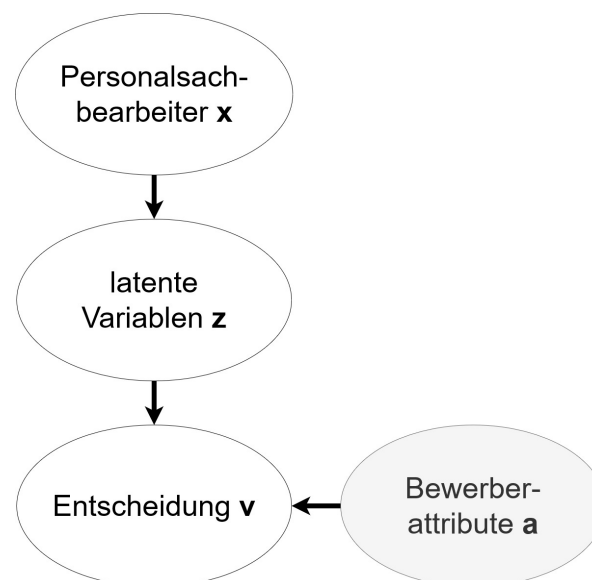 Personalsach-
bearbeiter x
latente
Variablen z
Entscheidung v
Bewerber-
attribute a